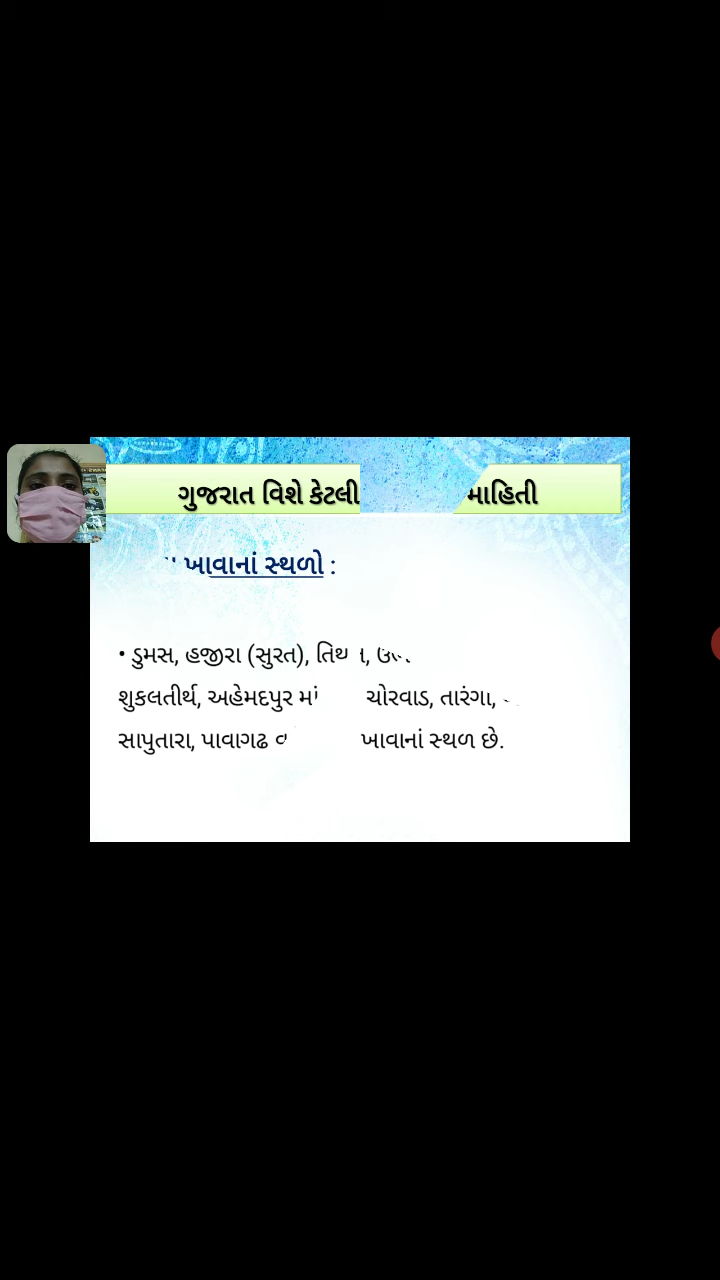 ગુજરાત વિશે કેટલી માહિતી
ખાવાનાં સ્થળો :
• ડુમસ, હજીરા (સુરત),
શુકલતીર્થ, અહેમદપુર ચોરવાડ, તારંગા,
સાપુતારા, પાવાગઢ ખાવાનાં સ્થળ છે.